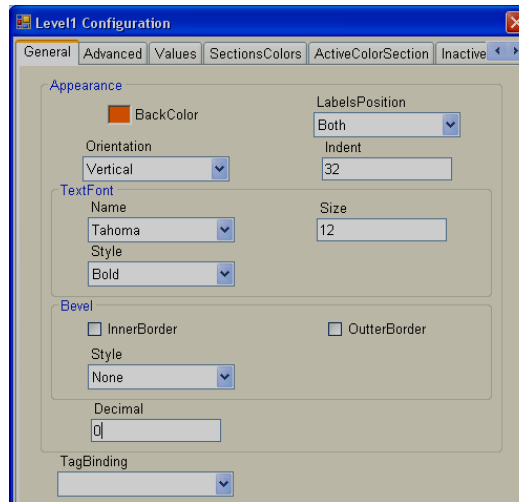 Level1 Configuration
General Advanced Values SectionsColors ActiveColorSection Inactive
Appearance
BackColor
LabelsPosition
Both
Orientation
Vertical
Indent
32
TextFont
Name
Tahoma
Size
12
Style
Bold
Bevel
InnerBorder
OutterBorder
Style
None
Decimal
0
TagBinding